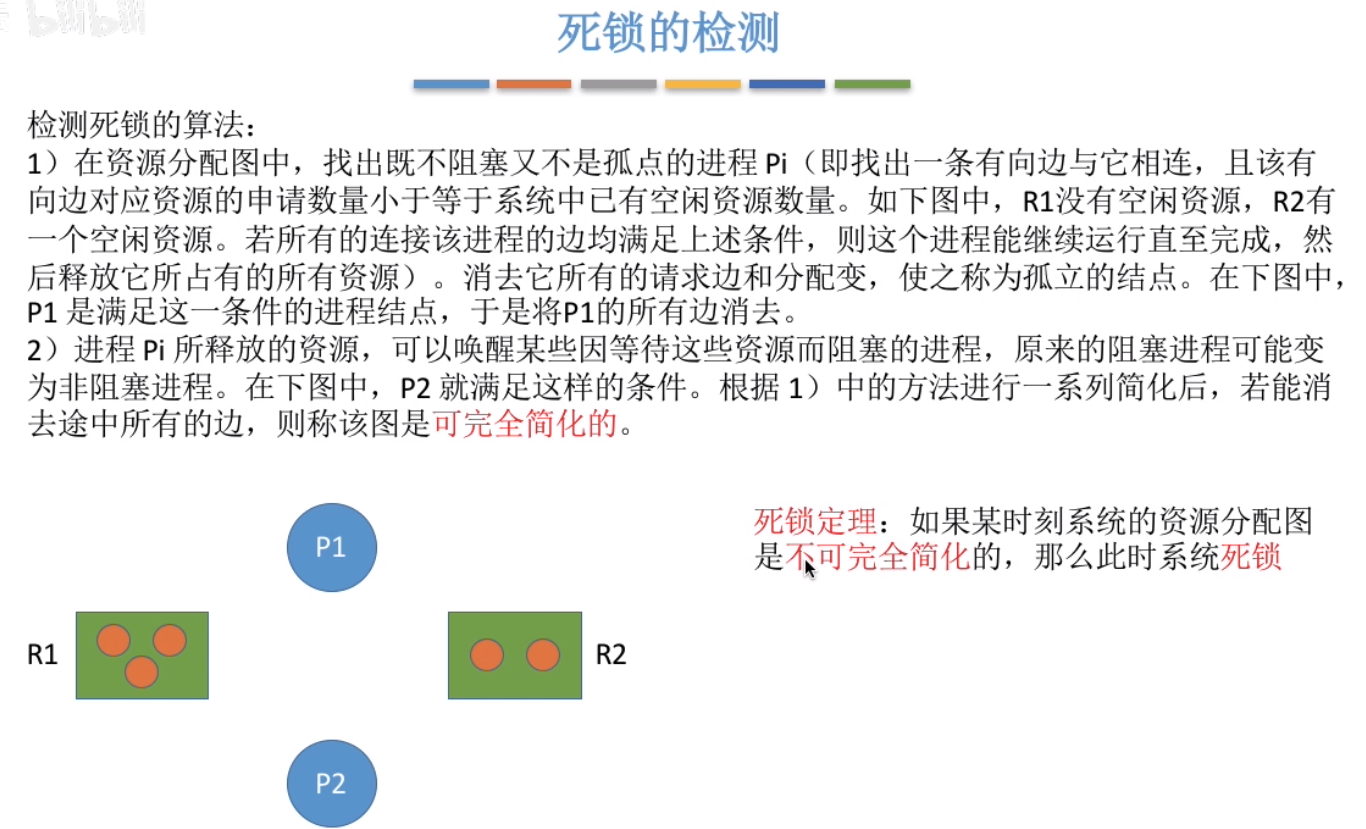 bilibili
死锁的检测
检测死锁的算法：
1）在资源分配图中，找出既不阻塞又不是孤点的进程 Pi（即找出一条有向边与它相连，且该有
向边对应资源的申请数量小于等于系统中已有空闲资源数量。如下图中，R1没有空闲资源，R2有
一个空闲资源。若所有的连接该进程的边均满足上述条件，则这个进程能继续运行直至完成，然
后释放它所占有的所有资源）。消去它所有的请求边和分配变，使之称为孤立的结点。在下图中，
P1 是满足这一条件的进程结点，于是将P1的所有边消去。
2）进程 Pi 所释放的资源，可以唤醒某些因等待这些资源而阻塞的进程，原来的阻塞进程可能变
为非阻塞进程。在下图中，P2 就满足这样的条件。根据 1）中的方法进行一系列简化后，若能消
去途中所有的边，则称该图是可完全简化的。
死锁定理：如果某时刻系统的资源分配图
是不可完全简化的，那么此时系统死锁
P1
R1
R2
P2